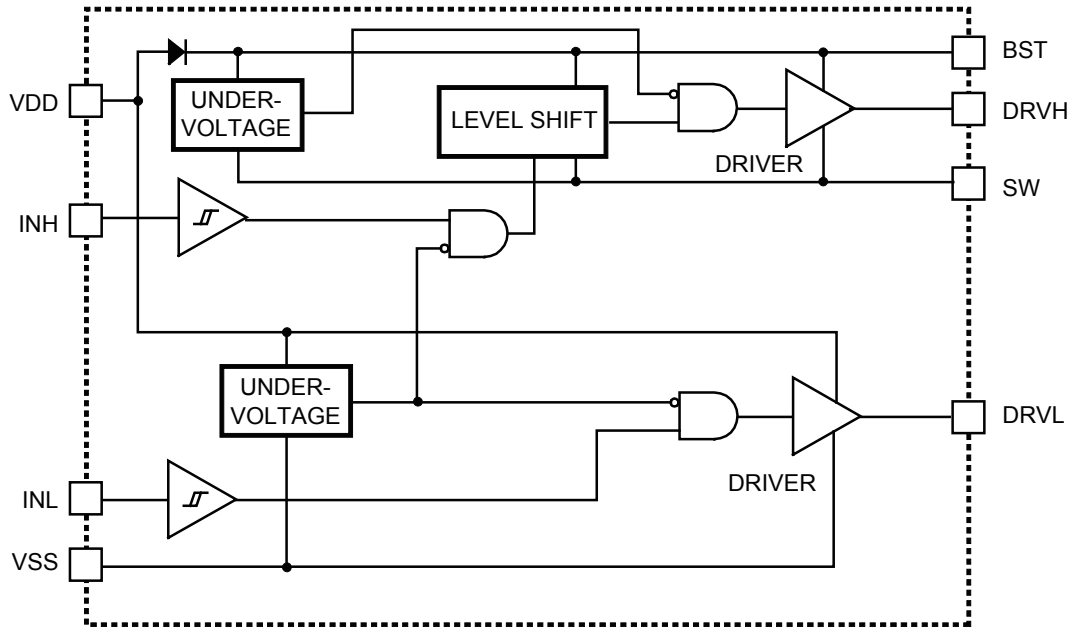 BST
VDD
UNDER-
VOLTAGE
LEVEL SHIFT
DRVH
DRIVER
SW
INH
UNDER-
VOLTAGE
DRVL
DRIVER
INL
VSS